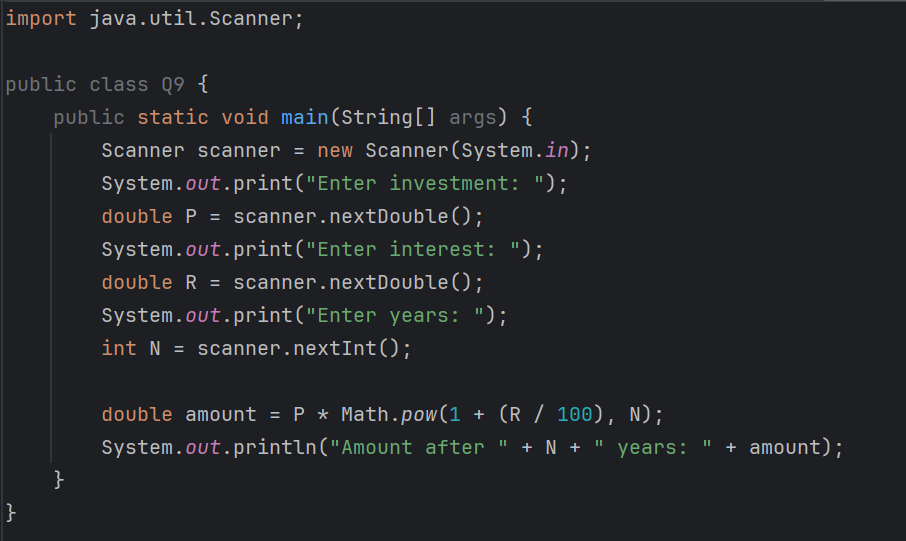 import java.util.Scanner;

public class Q9 {
    public static void main(String[] args) {
        Scanner scanner = new Scanner(System.in);
        System.out.print("Enter investment: ");
        double P = scanner.nextDouble();
        System.out.print("Enter interest: ");
        double R = scanner.nextDouble();
        System.out.print("Enter years: ");
        int N = scanner.nextInt();

        double amount = P * Math.pow(1 + (R / 100), N);
        System.out.println("Amount after " + N + " years: " + amount);
    }
}